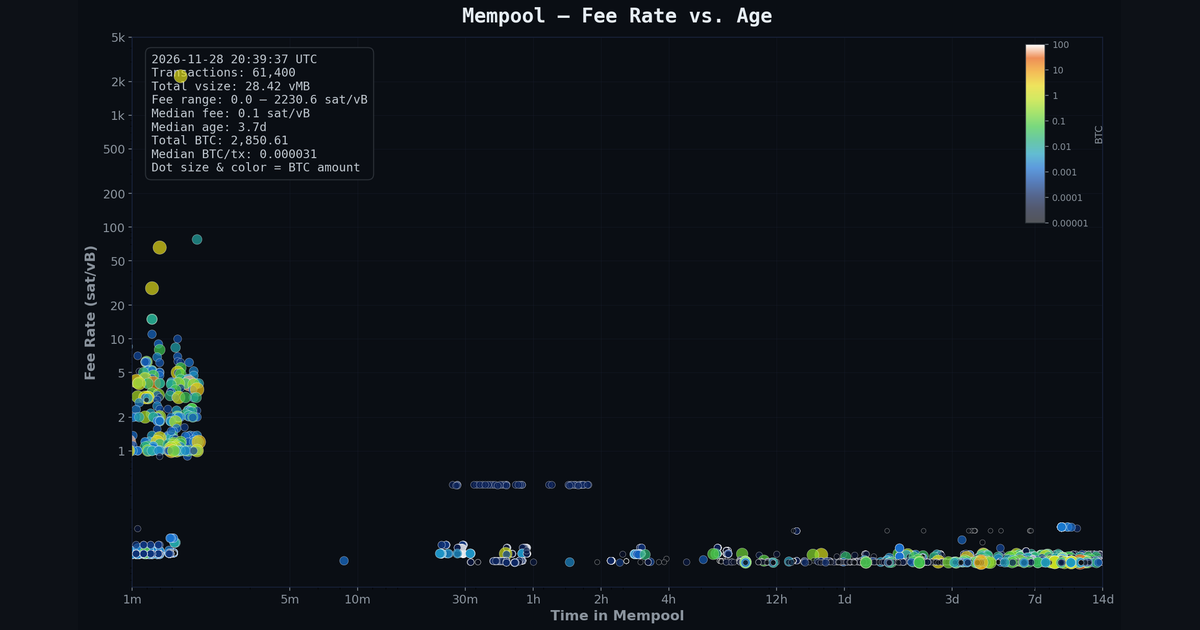 Mempool — Fee Rate vs. Age
2026-11-28 20:39:37 UTC
Transactions: 61,400
Total vsize: 28.42 vMB
Fee range: 0.0 — 2230.6 sat/vB
Median fee: 0.1 sat/vB
Median age: 3.7d
Total BTC: 2,850.61
Median BTC/tx: 0.000031
Dot size & color = BTC amount
Fee Rate (sat/vB)
5k
2k
1k
500
200
100
50
20
10
5
2
1
100
10
1
0.1
0.01
0.001
0.0001
0.00001
BTC
1m
5m
10m
30m
1h
2h
4h
12h
1d
3d
7d
14d
Time in Mempool